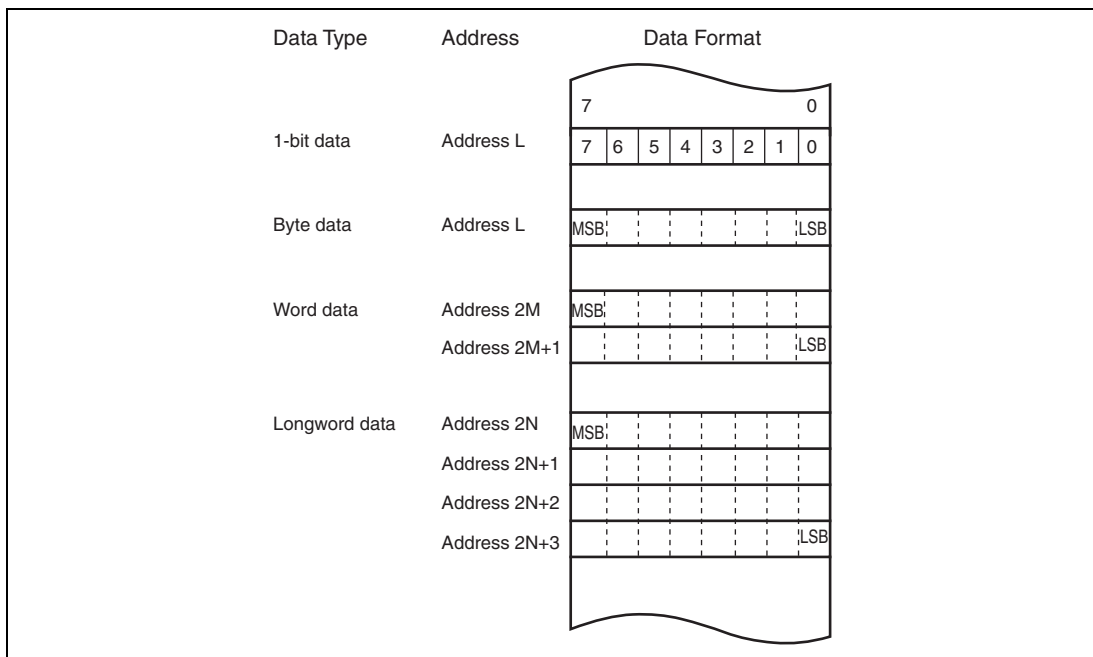 Data Type Address Data Format
7 0
1-bit data Address L 7 6 5 4 3 2 1 0
Byte data Address L MSB LSB
Word data Address 2M MSB
Address 2M+1 LSB
Longword data Address 2N MSB
Address 2N+1
Address 2N+2
Address 2N+3 LSB